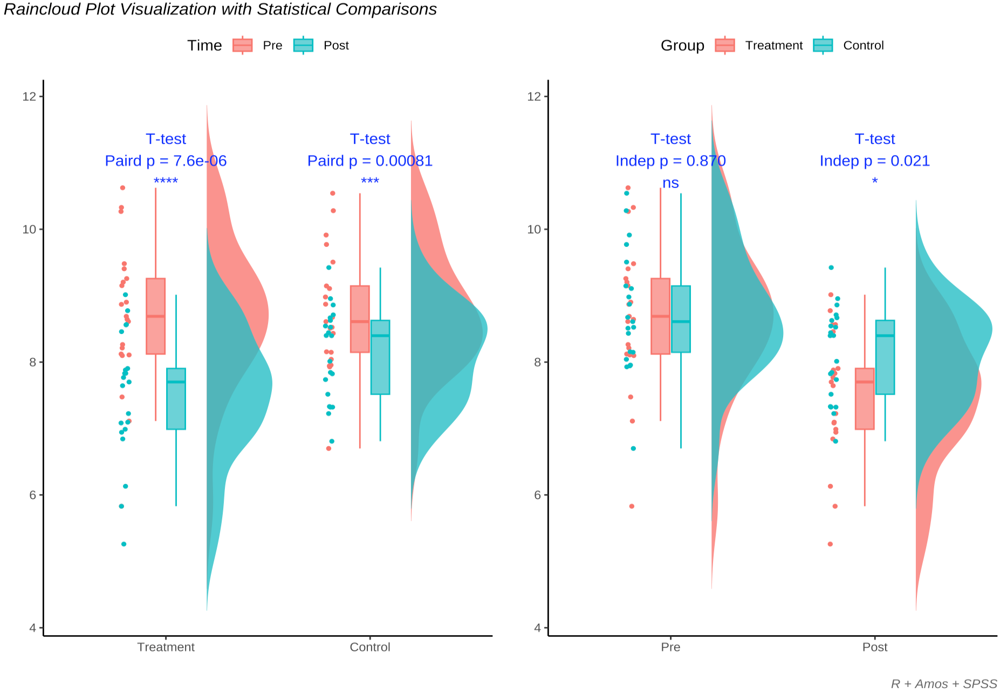 Raincloud Plot Visualization with Statistical Comparisons
Time Pre Post
12
10
8
6
4
T-test
Paird p = 7.6e-06
****
T-test
Paird p = 0.00081
***
Treatment Control
Group Treatment Control
12
10
8
6
4
T-test
Indep p = 0.870
ns
T-test
Indep p = 0.021
*
Pre Post
R + Amos + SPSS